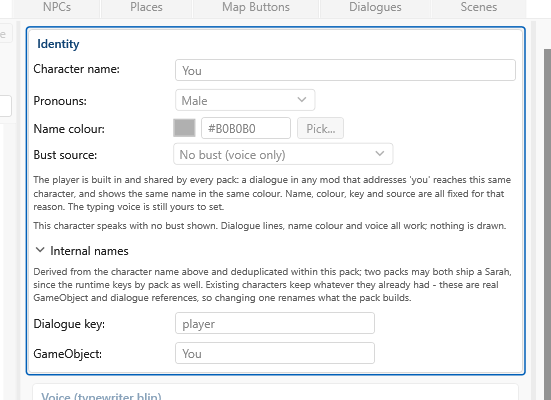 NPCs Places Map Buttons Dialogues Scenes
Identity
Character name: You
Pronouns: Male
Name colour: #B0B0B0 Pick...
Bust source: No bust (voice only)
The player is built in and shared by every pack: a dialogue in any mod that addresses 'you' reaches this same
character, and shows the same name in the same colour. Name, colour, key and source are all fixed for that
reason. The typing voice is still yours to set.
This character speaks with no bust shown. Dialogue lines, name colour and voice all work; nothing is drawn.
Internal names
Derived from the character name above and deduplicated within this pack; two packs may both ship a Sarah,
since the runtime keys by pack as well. Existing characters keep whatever they already had - these are real
GameObject and dialogue references, so changing one renames what the pack builds.
Dialogue key: player
GameObject: You
Voice (typewriter blip)